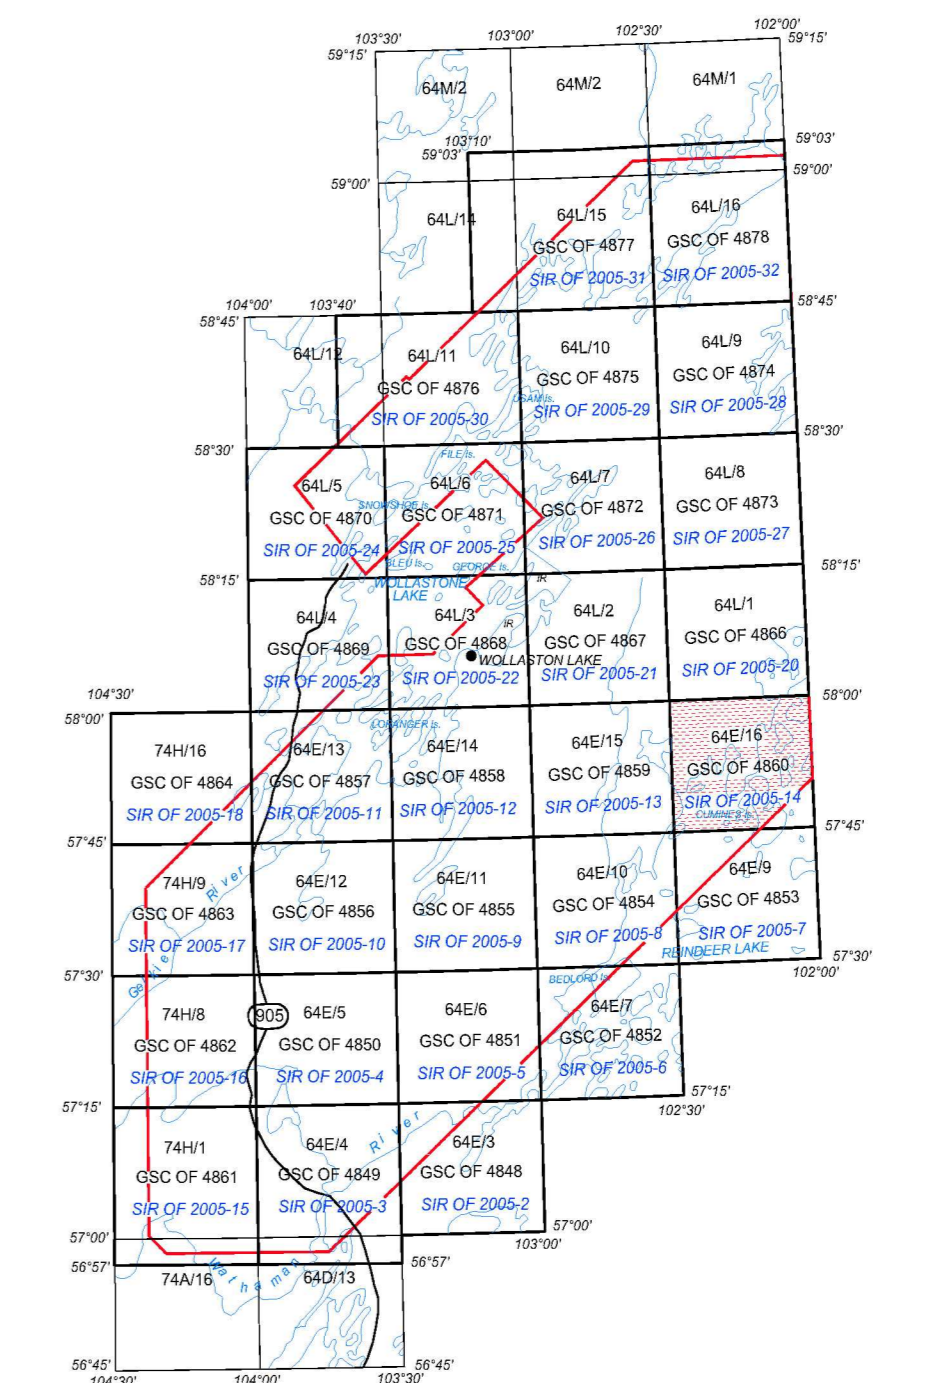 103°30'
103°00'
102°30'
102°00'
59°15'
59°15'
64M/2
64M/2
64M/1
103°10'
59°03'
59°03'
59°00'
59°00'
64L/14
64L/15
GSC OF 4877
SIR OF 2005-31
64L/16
GSC OF 4878
SIR OF 2005-32
104°00'
103°40'
58°45'
58°45'
64L/12
64L/11
GSC OF 4876
SIR OF 2005-30
64L/10
GSC OF 4875
USAM Is.
SIR OF 2005-29
64L/9
GSC OF 4874
SIR OF 2005-28
58°30'
58°30'
FILE Is.
64L/5
GSC OF 4870
SIR OF 2005-24
64L/6
SNOWSHOE Is.
GSC OF 4871
SIR OF 2005-25
64L/7
GSC OF 4872
SIR OF 2005-26
64L/8
GSC OF 4873
SIR OF 2005-27
BLEU Is.
GEORGE Is.
58°15'
58°15'
WOLLASTONE
LAKE
IR
64L/4
GSC OF 4869
SIR OF 2005-23
64L/3
IR
GSC OF 4868
WOLLASTON LAKE
SIR OF 2005-22
64L/2
GSC OF 4867
SIR OF 2005-21
64L/1
GSC OF 4866
SIR OF 2005-20
104°30'
58°00'
58°00'
LORANGER Is.
74H/16
GSC OF 4864
SIR OF 2005-18
64E/13
GSC OF 4857
SIR OF 2005-11
64E/14
GSC OF 4858
SIR OF 2005-12
64E/15
GSC OF 4859
SIR OF 2005-13
64E/16
GSC OF 4860
SIR OF 2005-14
CUMINES Is.
57°45'
57°45'
74H/9
River
GSC OF 4863
SIR OF 2005-17
64E/12
GSC OF 4856
SIR OF 2005-10
64E/11
GSC OF 4855
SIR OF 2005-9
64E/10
GSC OF 4854
SIR OF 2005-8
64E/9
GSC OF 4853
SIR OF 2005-7
REINDEER LAKE
57°30'
57°30'
102°00'
BEDLORD Is.
74H/8
GSC OF 4862
SIR OF 2005-16
905
64E/5
GSC OF 4850
SIR OF 2005-4
64E/6
GSC OF 4851
SIR OF 2005-5
64E/7
GSC OF 4852
SIR OF 2005-6
57°15'
57°15'
102°30'
74H/1
GSC OF 4861
SIR OF 2005-15
River
64E/4
GSC OF 4849
SIR OF 2005-3
64E/3
GSC OF 4848
SIR OF 2005-2
57°00'
57°00'
103°00'
56°57'
56°57'
74A/16
Wathaman
64D/13
56°45'
56°45'
104°30'
104°00'
103°30'